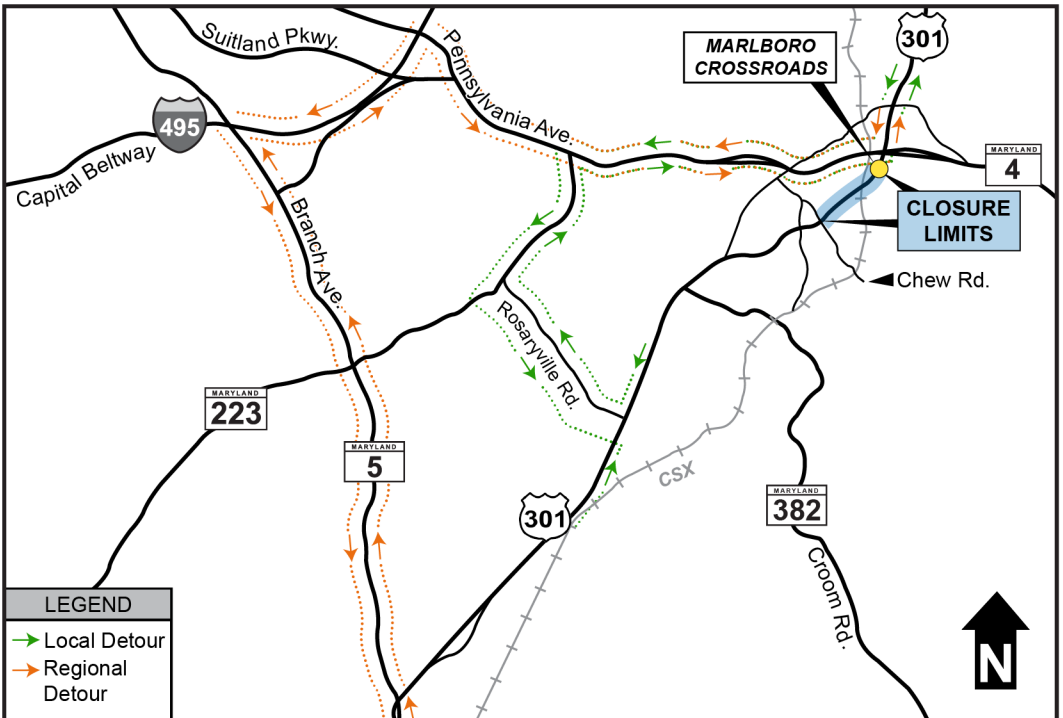 Suitland Pkwy.
Pennsylvania Ave.
MARLBORO
CROSSROADS
301
495
Capital Beltway
MARYLAND
4
CLOSURE
LIMITS
Branch Ave.
Chew Rd.
Rosaryville Rd.
MARYLAND
223
MARYLAND
5
CSX
301
MARYLAND
382
Croom Rd.
LEGEND
Local Detour
Regional
Detour
N